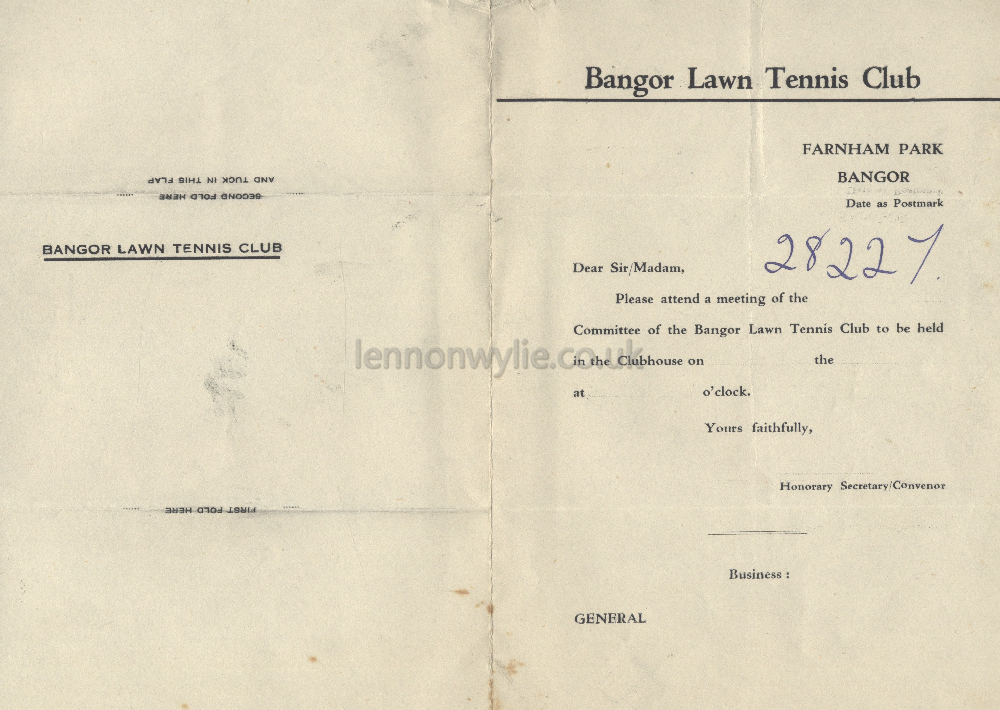 AND TUCK IN THIS FLAP
SECOND FOLD HERE
BANGOR LAWN TENNIS CLUB
FIRST FOLD HERE
Bangor Lawn Tennis Club
FARNHAM PARK
BANGOR
Date as Postmark
28227
Dear Sir/Madam,
Please attend a meeting of the
Committee of the Bangor Lawn Tennis Club to be held
in the Clubhouse on the
at o'clock.
Yours faithfully,
Honorary Secretary/Convenor
Business :
GENERAL
lennonwylie.co.uk